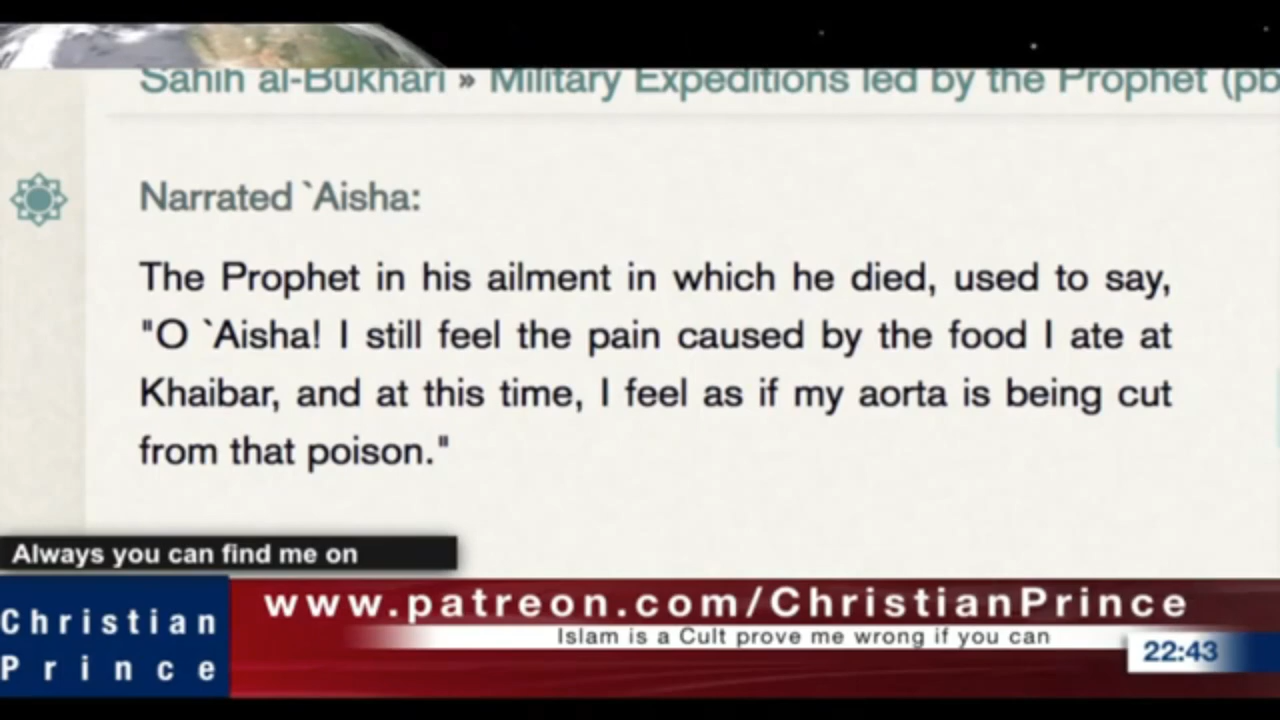 Sahih al-Bukhari » Military Expeditions led by the Prophet (pb
Narrated `Aisha:
The Prophet in his ailment in which he died, used to say,
"O `Aisha! I still feel the pain caused by the food I ate at
Khaibar, and at this time, I feel as if my aorta is being cut
from that poison."
Always you can find me on
Christian
Prince
www.patreon.com/ChristianPrince
Islam is a Cult prove me wrong if you can
22:43